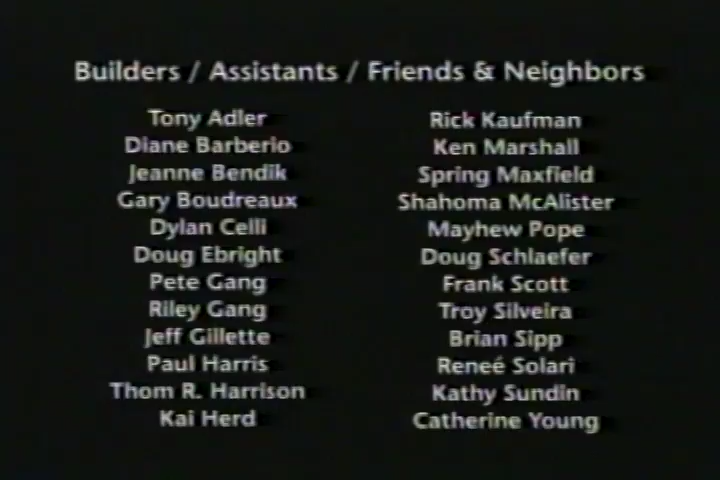 Builders / Assistants / Friends & Neighbors
Tony Adler
Diane Barberio
Jeanne Bendik
Gary Boudreaux
Dylan Celli
Doug Ebright
Pete Gang
Riley Gang
Jeff Gillette
Paul Harris
Thom R. Harrison
Kai Herd
Rick Kaufman
Ken Marshall
Spring Maxfield
Shahoma McAlister
Mayhew Pope
Doug Schlaefer
Frank Scott
Troy Silveira
Brian Sipp
Reneé Solari
Kathy Sundin
Catherine Young